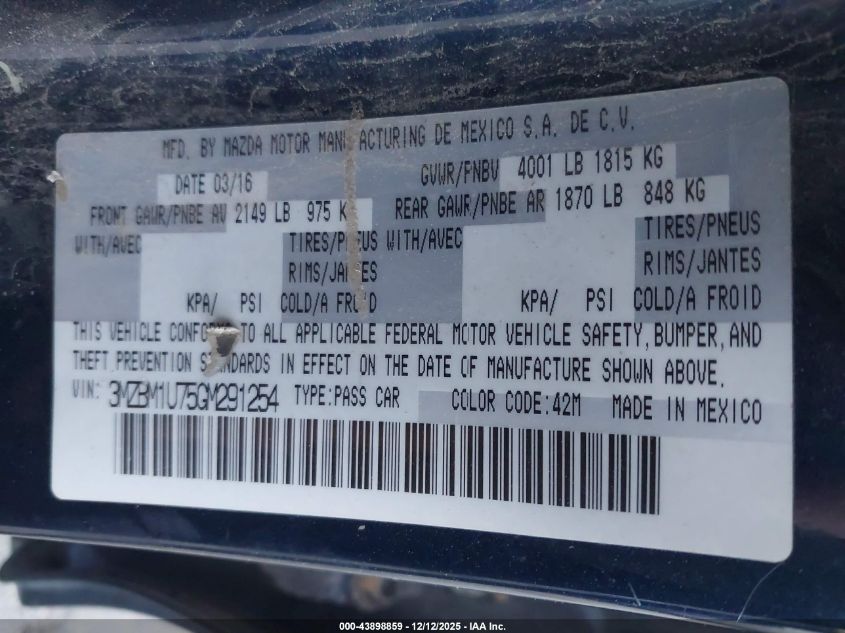 MFD. BY MAZDA MOTOR MANUFACTURING DE MEXICO S.A. DE C.V.
DATE 03/16 GVWR/PNBV 4001 LB 1815 KG
FRONT GAWR/PNBE AV 2149 LB 975 K REAR GAWR/PNBE AR 1870 LB 848 KG
WITH/AVEC TIRES/PNEUS WITH/AVEC TIRES/PNEUS
RIMS/JANTES RIMS/JANTES
KPA/ PSI COLD/A FROID KPA/ PSI COLD/A FROID
THIS VEHICLE CONFORMS TO ALL APPLICABLE FEDERAL MOTOR VEHICLE SAFETY, BUMPER, AND
THEFT PREVENTION STANDARDS IN EFFECT ON THE DATE OF MANUFACTURE SHOWN ABOVE.
VIN: 3MZBM1U75GM291254 TYPE:PASS CAR COLOR CODE:42M MADE IN MEXICO
000-43898859 - 12/12/2025 - IAA Inc.